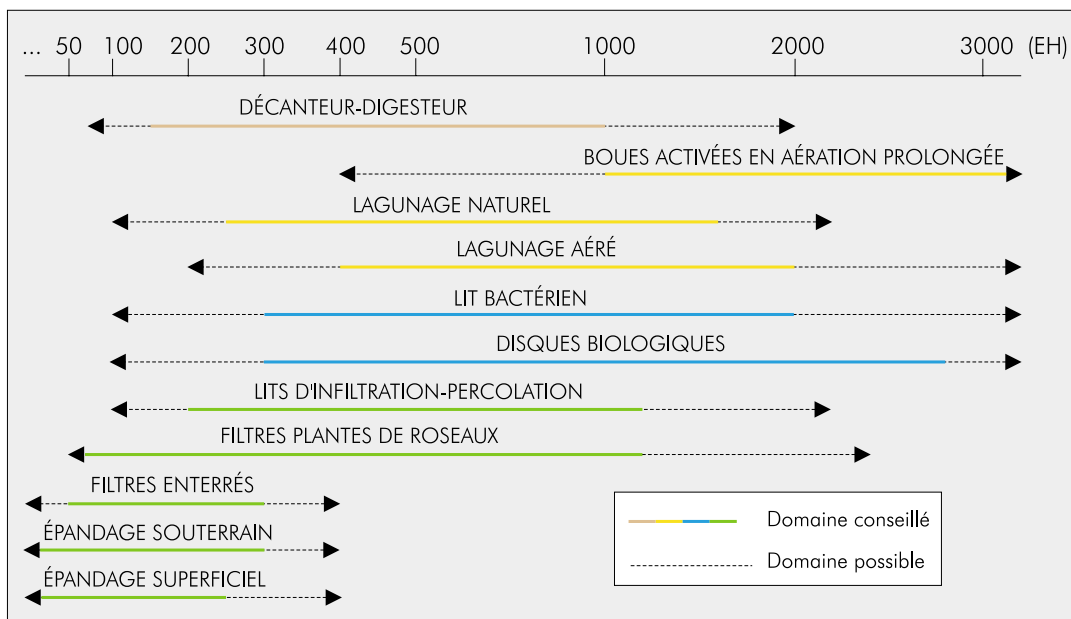 ... 50 100 200 300 400 500 1000 2000 3000 (EH)
DÉCANTEUR-DIGESTEUR
BOUES ACTIVÉES EN AÉRATION PROLONGÉE
LAGUNAGE NATUREL
LAGUNAGE AÉRÉ
LIT BACTÉRIEN
DISQUES BIOLOGIQUES
LITS D'INFILTRATION-PERCOLATION
FILTRES PLANTES DE ROSEAUX
FILTRES ENTERRÉS
ÉPANDAGE SOUTERRAIN
ÉPANDAGE SUPERFICIEL
Domaine conseillé
Domaine possible